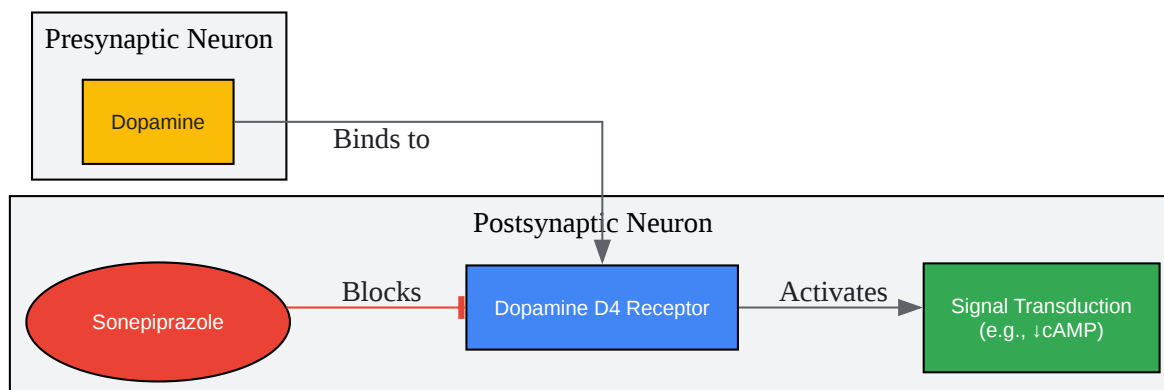 Presynaptic Neuron
Dopamine
Binds to
Postsynaptic Neuron
Sonepiprazole
Blocks
Dopamine D4 Receptor
Activates
Signal Transduction
(e.g., ↓cAMP)